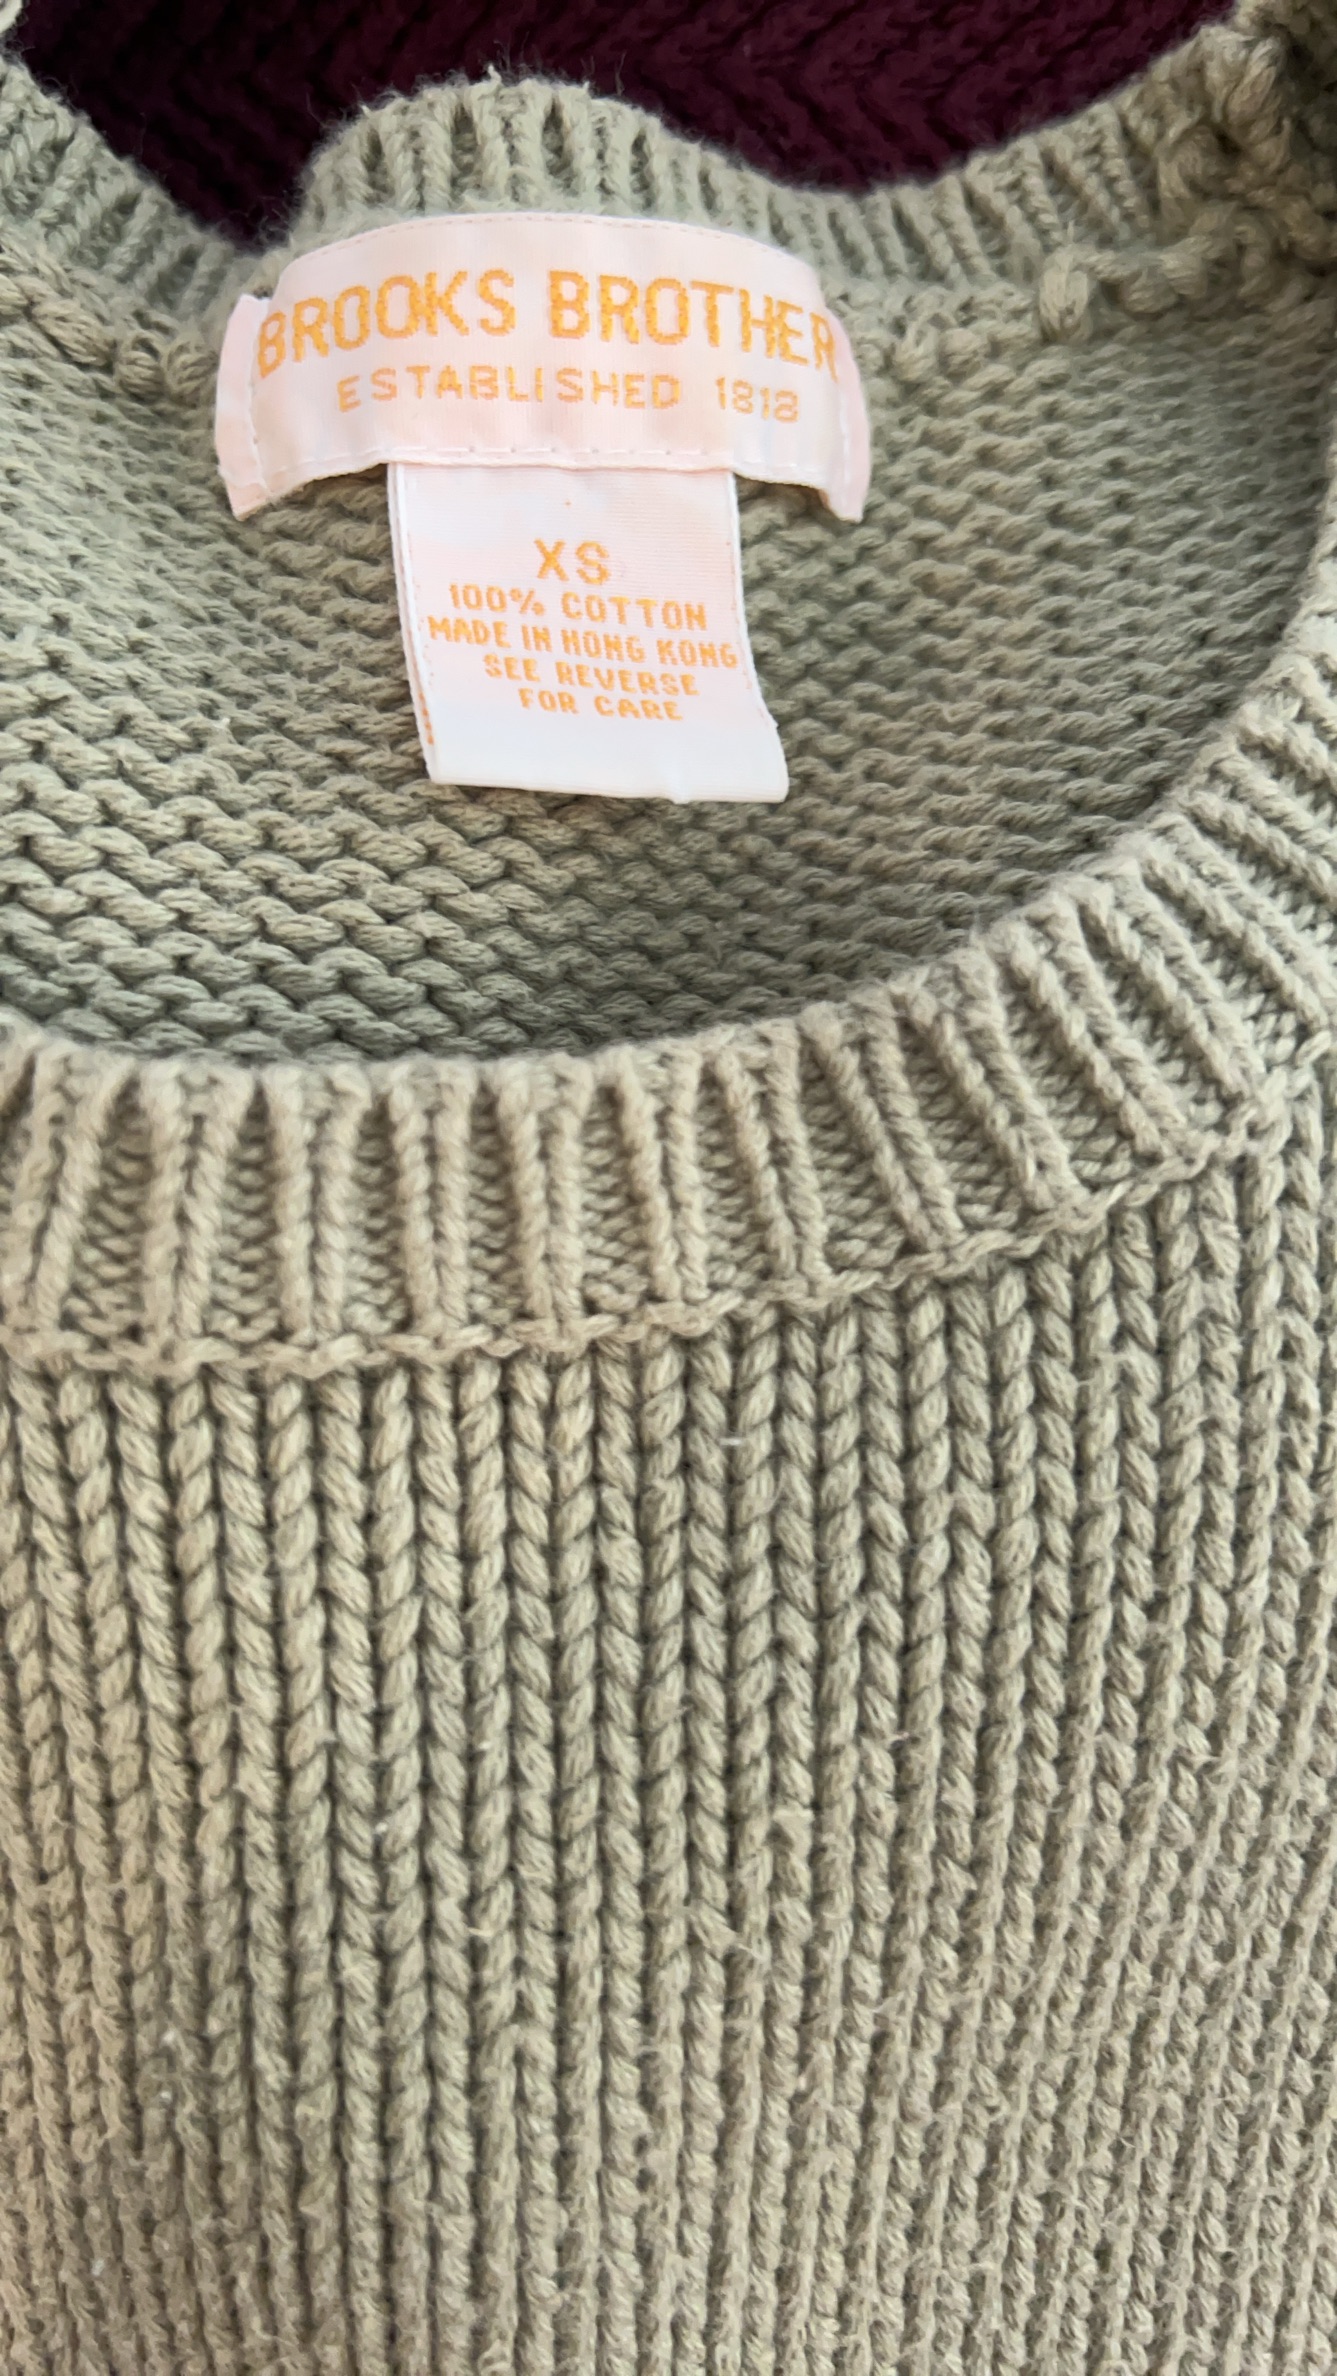 BROOKS BROTHER
ESTABLISHED 1818
XS
100% COTTON
MADE IN HONG KONG
SEE REVERSE
FOR CARE